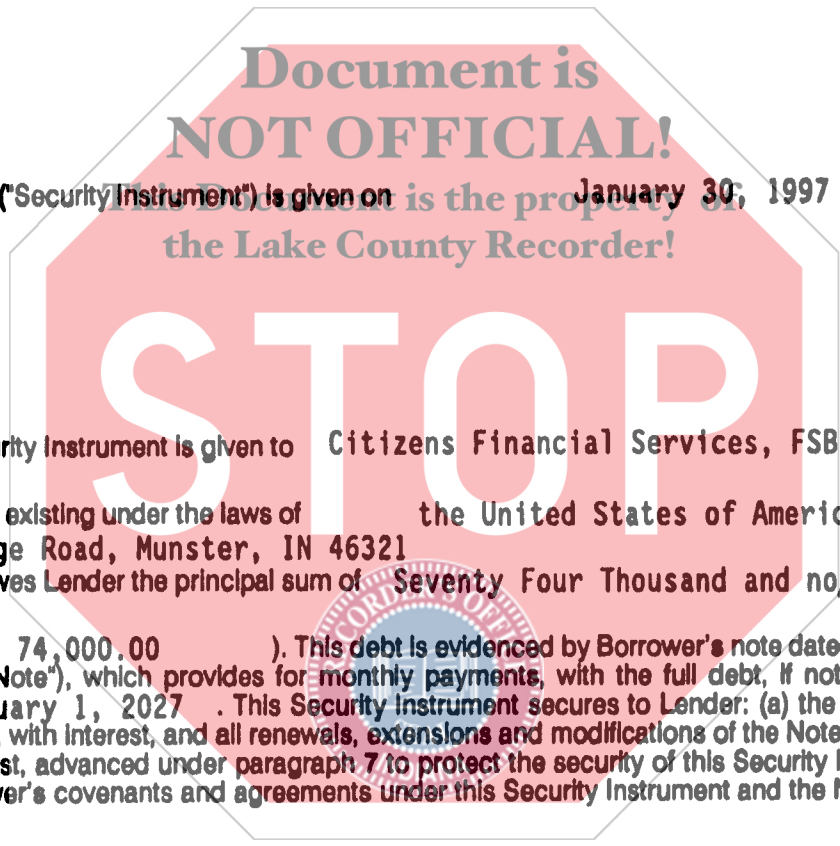 Document is
NOT OFFICIAL!
("Security Instrument") is given on January 30, 1997
This Document is the property of
the Lake County Recorder!
STOP
rity Instrument is given to Citizens Financial Services, FSB
existing under the laws of the United States of Americ
ge Road, Munster, IN 46321
ves Lender the principal sum of Seventy Four Thousand and no/
74,000.00 ). This debt is evidenced by Borrower's note date
Note"), which provides for monthly payments, with the full debt, if not
uary 1, 2027 . This Security Instrument secures to Lender: (a) the
with interest, and all renewals, extensions and modifications of the Note
st, advanced under paragraph 7 to protect the security of this Security I
er's covenants and agreements under this Security Instrument and the N
RECORDER'S OFFICE